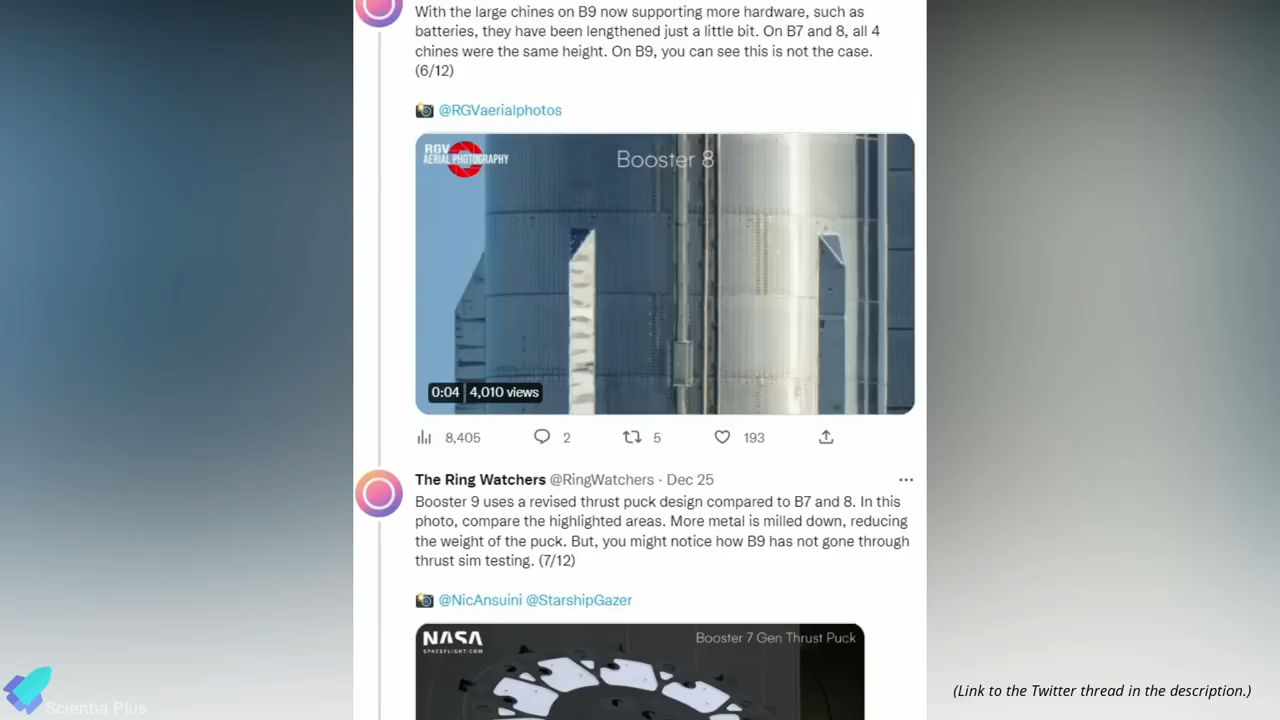 With the large chines on B9 now supporting more hardware, such as
batteries, they have been lengthened just a little bit. On B7 and 8, all 4
chines were the same height. On B9, you can see this is not the case.
(6/12)
@RGVaerialphotos
RGV
AERIAL PHOTOGRAPHY
Booster 8
0:04 4,010 views
8,405 2 5 193
The Ring Watchers @RingWatchers · Dec 25
Booster 9 uses a revised thrust puck design compared to B7 and 8. In this
photo, compare the highlighted areas. More metal is milled down, reducing
the weight of the puck. But, you might notice how B9 has not gone through
thrust sim testing. (7/12)
@NicAnsuini @StarshipGazer
NASA
SPACEFLIGHT.COM
Booster 7 Gen Thrust Puck
(Link to the Twitter thread in the description.)
Scientia Plus